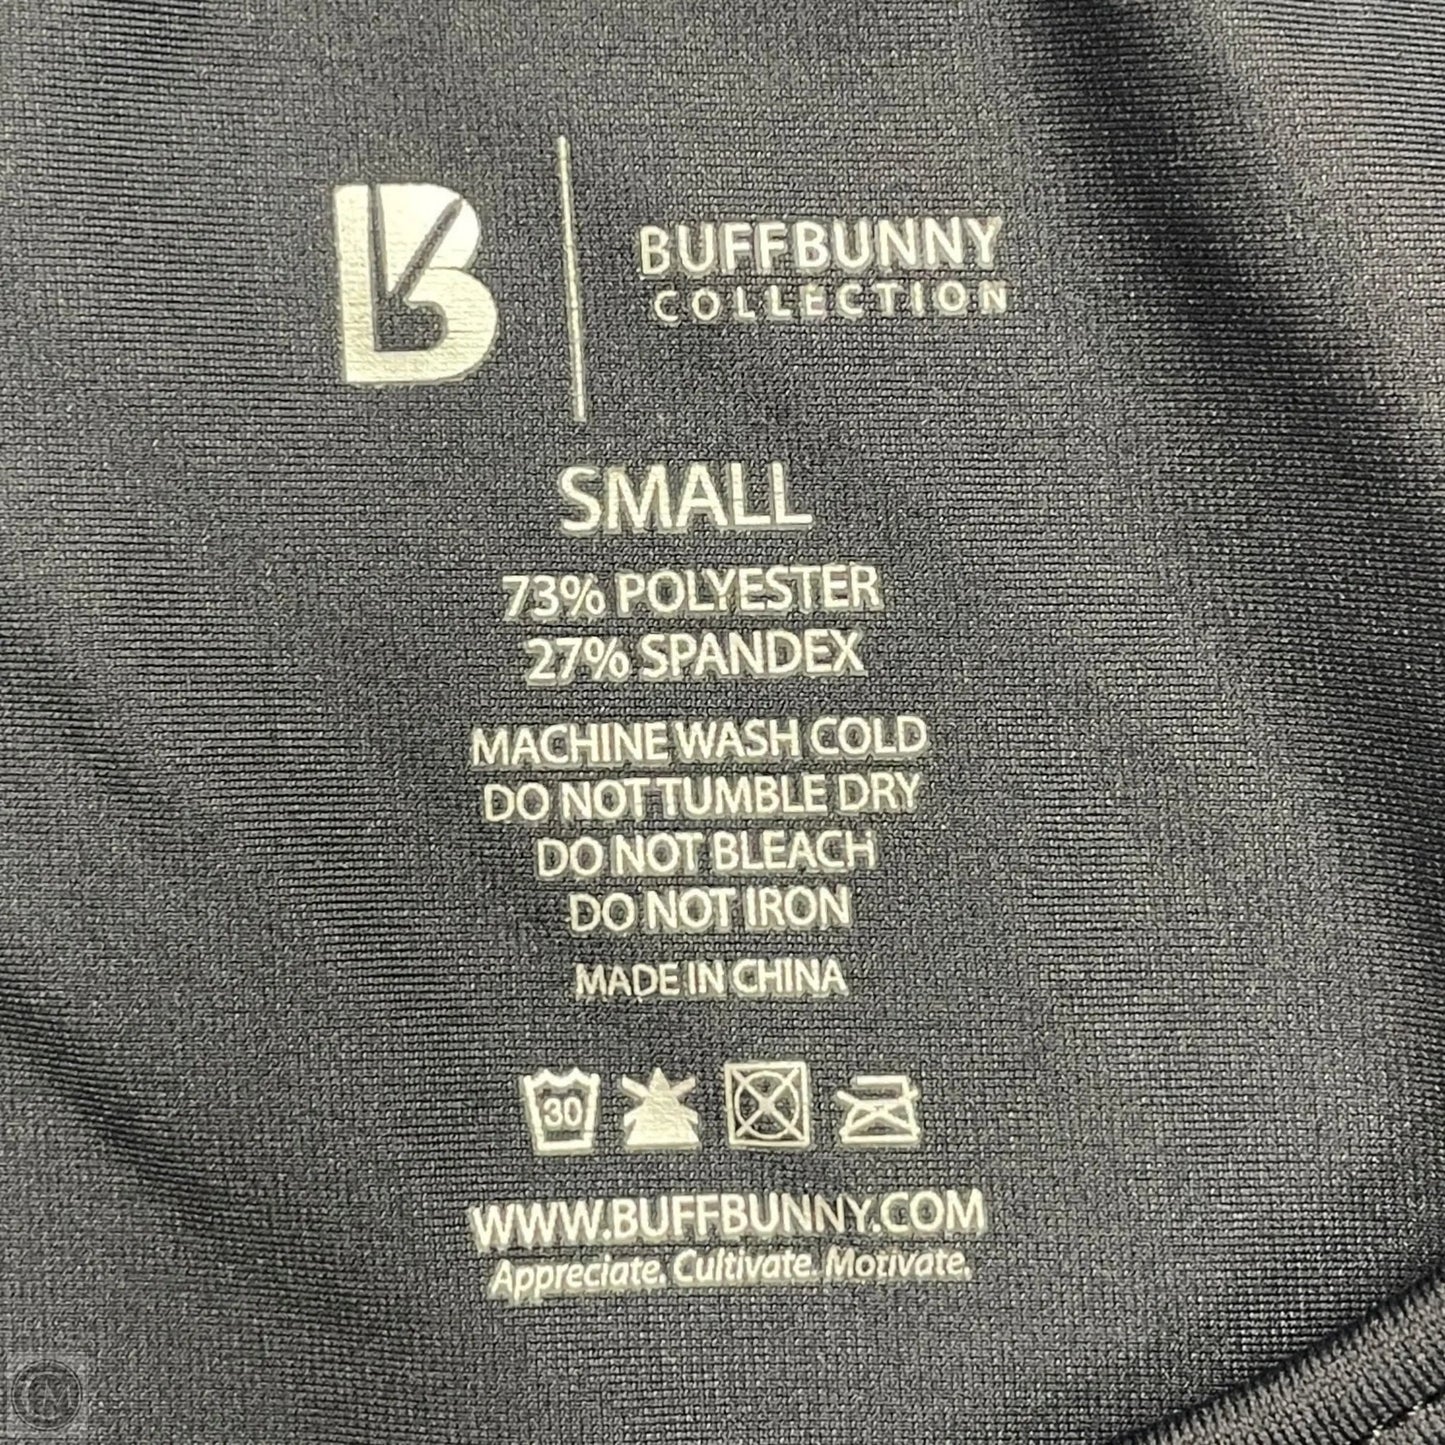 B
BUFFBUNNY
COLLECTION
SMALL
73% POLYESTER
27% SPANDEX
MACHINE WASH COLD
DO NOT TUMBLE DRY
DO NOT BLEACH
DO NOT IRON
MADE IN CHINA
30
WWW.BUFFBUNNY.COM
Appreciate. Cultivate. Motivate.